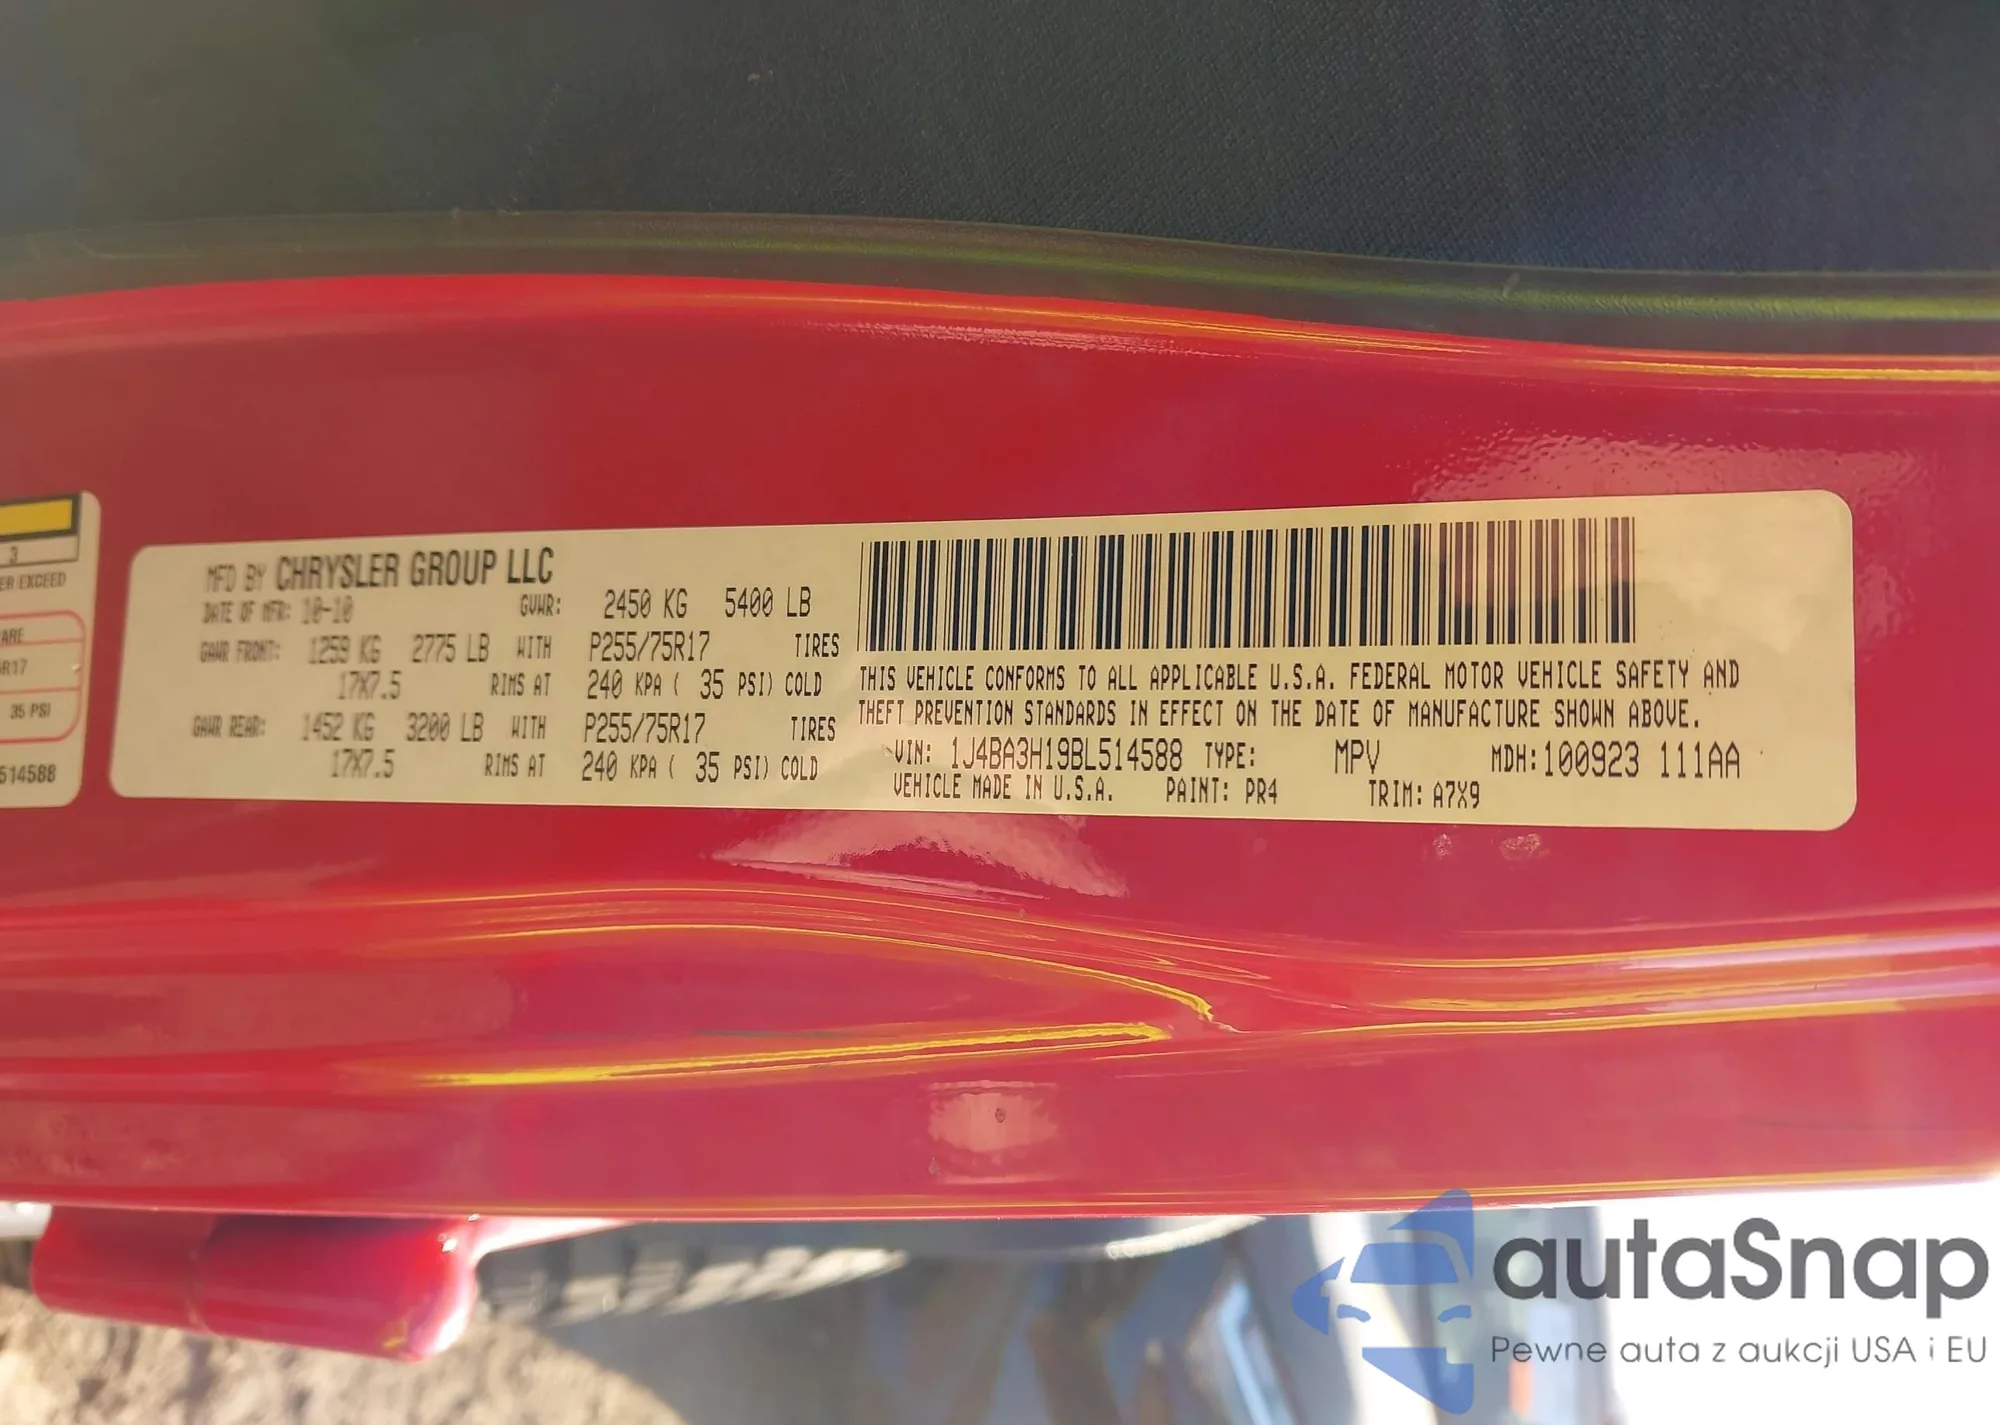 3
ER EXCEED
ARE
R17
35 PSI
514588
MFD BY CHRYSLER GROUP LLC
DATE OF MFR: 10-10 GVWR: 2450 KG 5400 LB
GAWR FRONT: 1259 KG 2775 LB WITH P255/75R17 TIRES
17X7.5 RIMS AT 240 KPA ( 35 PSI) COLD
GAWR REAR: 1452 KG 3200 LB WITH P255/75R17 TIRES
17X7.5 RIMS AT 240 KPA ( 35 PSI) COLD
THIS VEHICLE CONFORMS TO ALL APPLICABLE U.S.A. FEDERAL MOTOR VEHICLE SAFETY AND
THEFT PREVENTION STANDARDS IN EFFECT ON THE DATE OF MANUFACTURE SHOWN ABOVE.
VIN: 1J4BA3H19BL514588 TYPE: MPV MDH:100923 111AA
VEHICLE MADE IN U.S.A. PAINT: PR4 TRIM: A7X9
autaSnap
Pewne auta z aukcji USA i EU